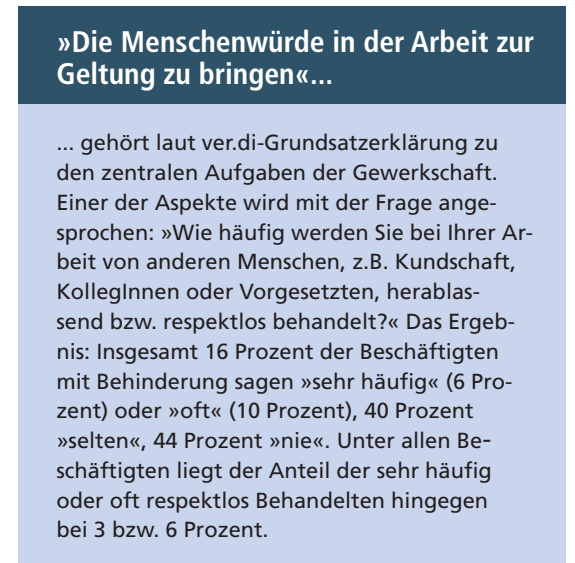 »Die Menschenwürde in der Arbeit zur
Geltung zu bringen«...
... gehört laut ver.di-Grundsatzerklärung zu
den zentralen Aufgaben der Gewerkschaft.
Einer der Aspekte wird mit der Frage ange-
sprochen: »Wie häufig werden Sie bei Ihrer Ar-
beit von anderen Menschen, z.B. Kundschaft,
KollegInnen oder Vorgesetzten, herablas-
send bzw. respektlos behandelt?« Das Ergeb-
nis: Insgesamt 16 Prozent der Beschäftigten
mit Behinderung sagen »sehr häufig« (6 Pro-
zent) oder »oft« (10 Prozent), 40 Prozent
»selten«, 44 Prozent »nie«. Unter allen Be-
schäftigten liegt der Anteil der sehr häufig
oder oft respektlos Behandelten hingegen
bei 3 bzw. 6 Prozent.